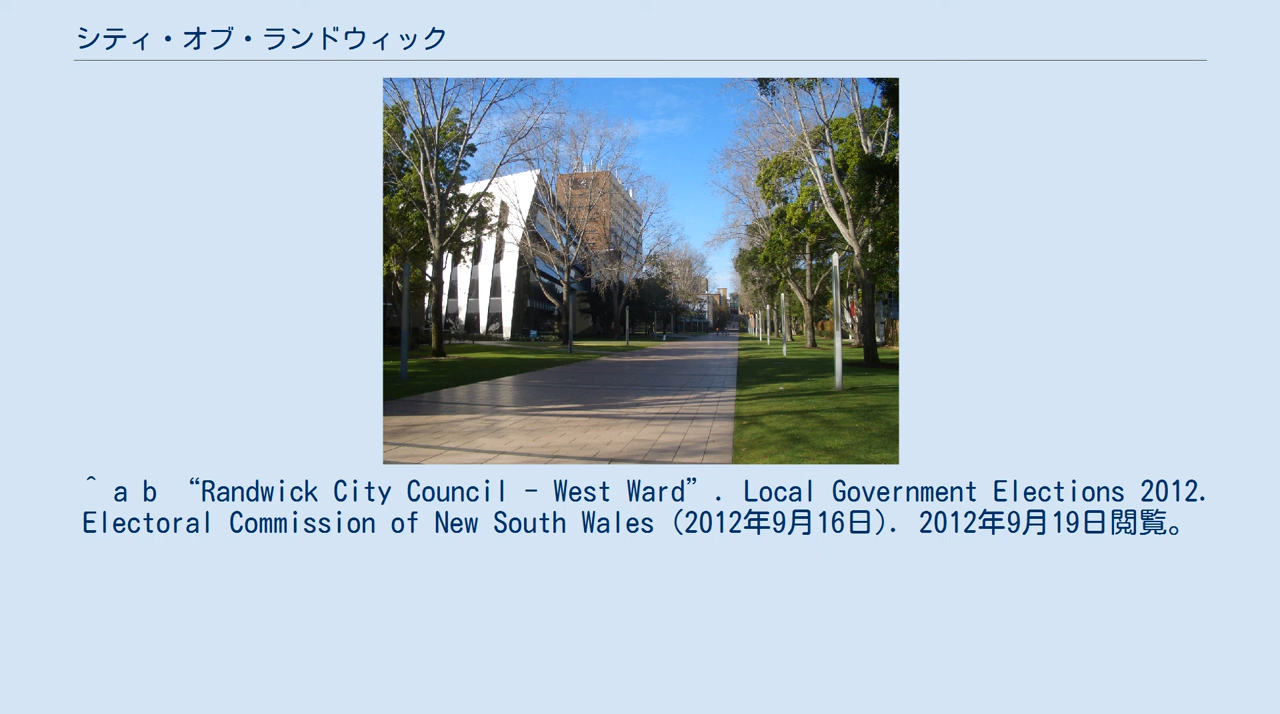 シティ・オブ・ランドウィック
^ a b “Randwick City Council - West Ward”. Local Government Elections 2012.
Electoral Commission of New South Wales (2012年9月16日). 2012年9月19日閲覧。